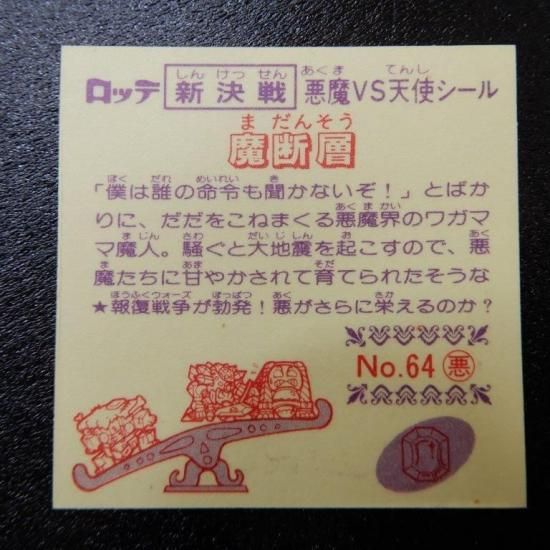 ロッテ 新決戦 悪魔VS天使シール
しん けっ せん あくま てんし
魔断層
ま だんそう
「僕は誰の命令も聞かないぞ！」とばか
ぼく だれ めいれい き
りに、だだをこねまくる悪魔界のワガマ
あく ま かい
マ魔人。騒ぐと大地震を起こすので、悪
ま じん さわ だい じ しん お あく
魔たちに甘やかされて育てられたそうな
ま あま そだ
★報復戦争が勃発！悪がさらに栄えるのか？
ほうふくウォーズ ぼっぱつ あく さか
No.64 悪